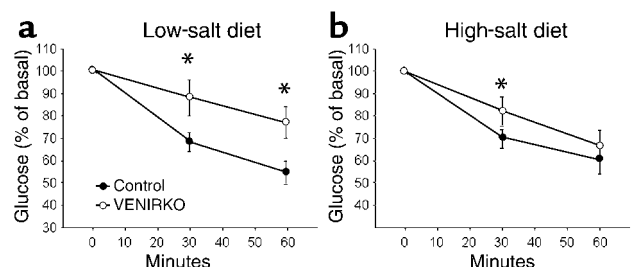 a
Low-salt diet
Glucose (% of basal)
110
100
90
80
70
60
50
40
30
*
*
Control
VENIRKO
0 10 20 30 40 50 60
Minutes
b
High-salt diet
Glucose (% of basal)
110
100
90
80
70
60
50
40
30
*
0 10 20 30 40 50 60
Minutes